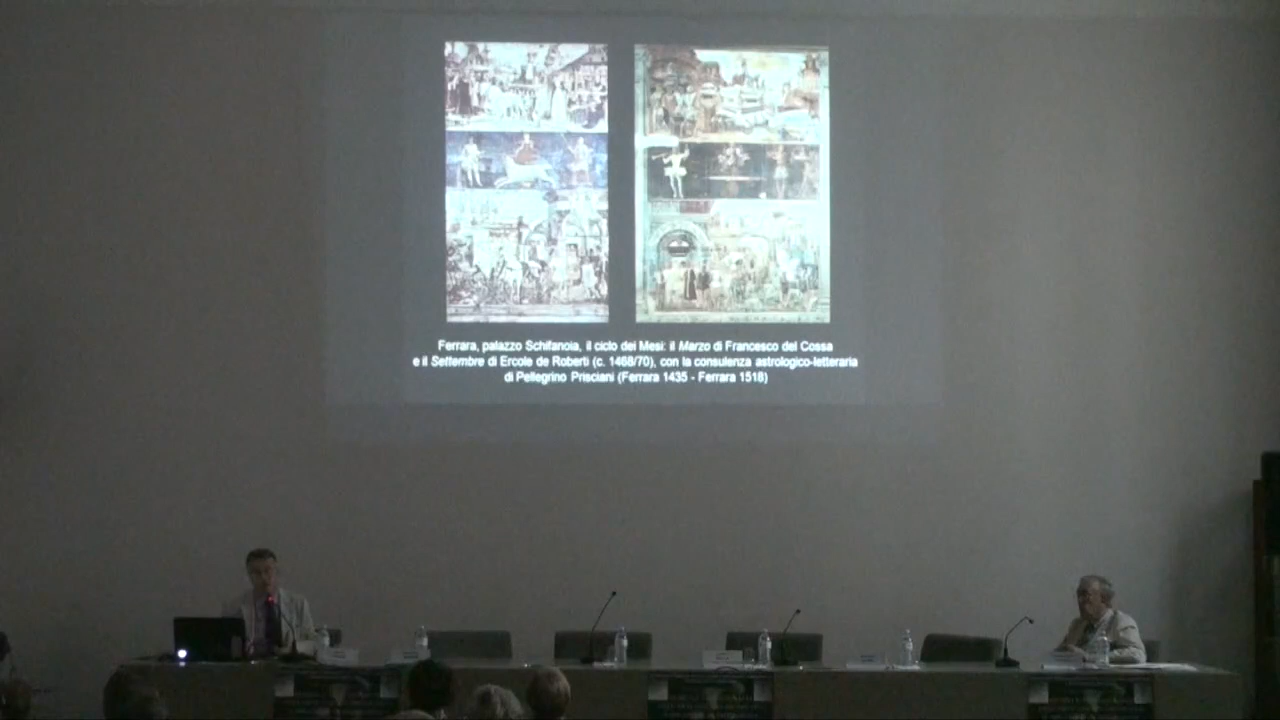 Ferrara, palazzo Schifanoia, il ciclo dei Mesi: il Marzo di Francesco del Cossa
e il Settembre di Ercole de Roberti (c. 1468/70), con la consulenza astrologico-letteraria
di Pellegrino Prisciani (Ferrara 1435 - Ferrara 1518)